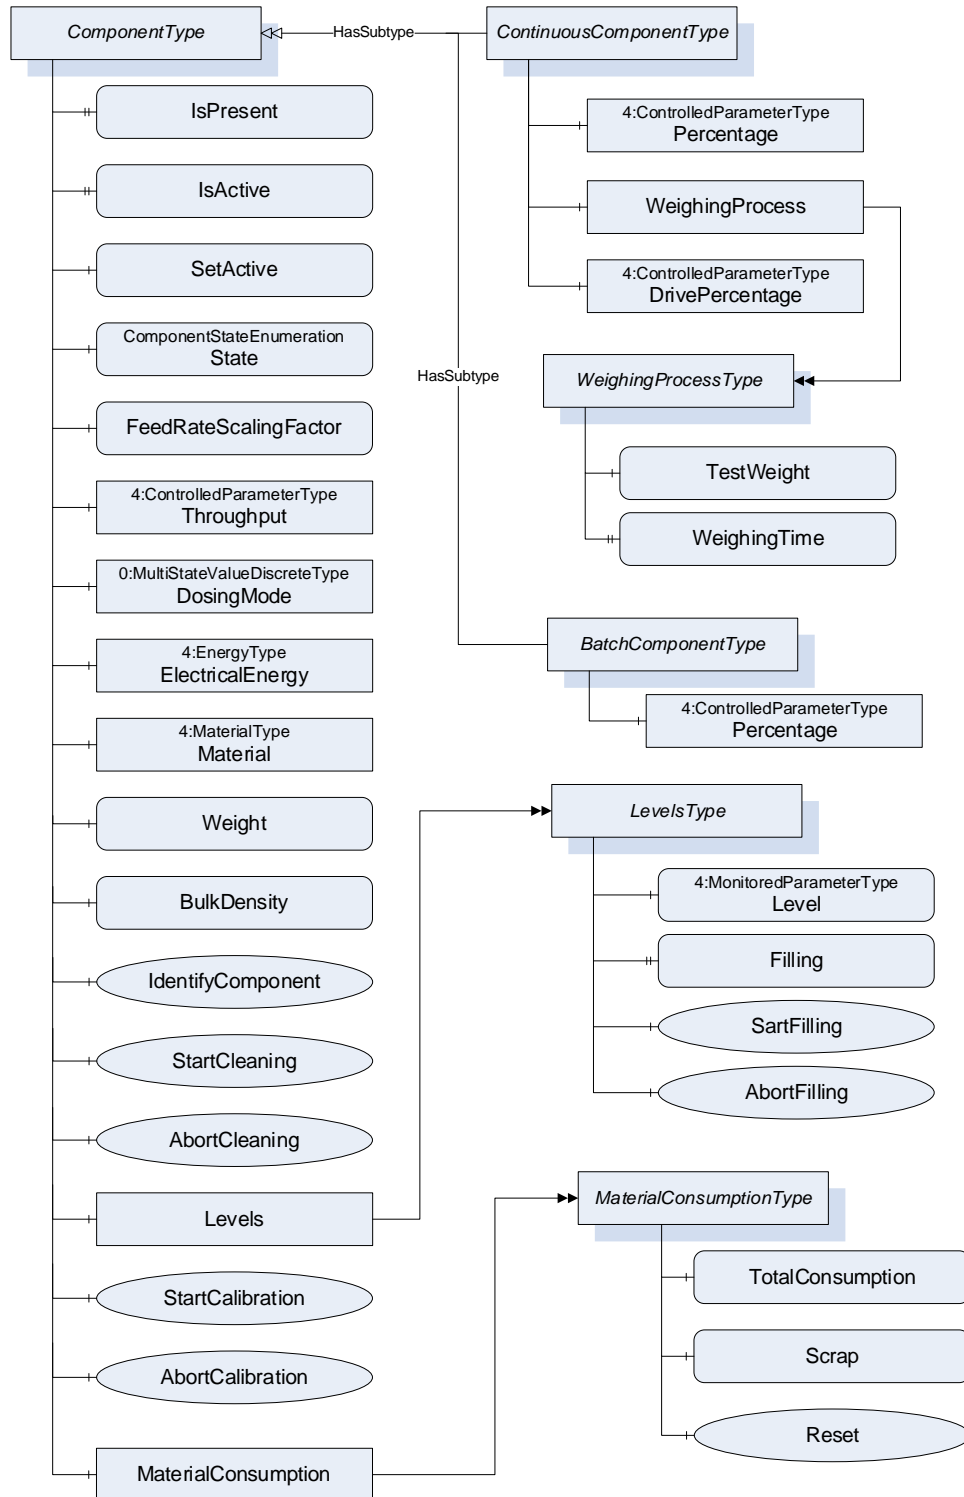 ComponentType
HasSubtype
ContinuousComponentType
IsPresent
IsActive
SetActive
ComponentStateEnumeration
State
FeedRateScalingFactor
4:ControlledParameterType
Throughput
0:MultiStateValueDiscreteType
DosingMode
4:EnergyType
ElectricalEnergy
4:MaterialType
Material
Weight
BulkDensity
IdentifyComponent
StartCleaning
AbortCleaning
Levels
StartCalibration
AbortCalibration
MaterialConsumption
4:ControlledParameterType
Percentage
WeighingProcess
4:ControlledParameterType
DrivePercentage
HasSubtype
WeighingProcessType
TestWeight
WeighingTime
BatchComponentType
4:ControlledParameterType
Percentage
LevelsType
4:MonitoredParameterType
Level
Filling
SartFilling
AbortFilling
MaterialConsumptionType
TotalConsumption
Scrap
Reset